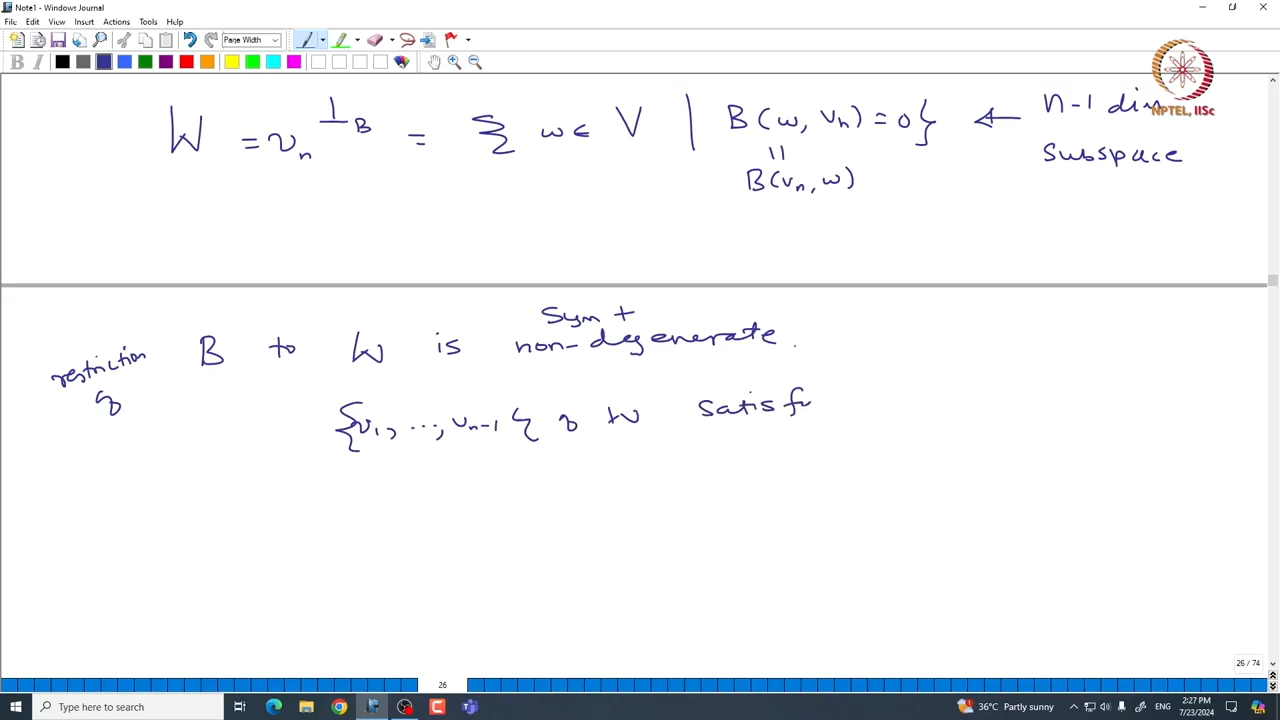 Note1 - Windows Journal
File Edit View Insert Actions Tools Help
Page Width
W = v_n^{⊥_B} = { w ∈ V | B(w, v_n) = 0} ← n-1 dim
NPTEL, IISc
||
subspace
B(v_n, w)
sym +
restriction B to W is non-degenerate.
of
{v_1, ..., v_{n-1}} of W satisfy
26 / 74
26
Type here to search
36°C Partly sunny
ENG
2:27 PM
7/23/2024